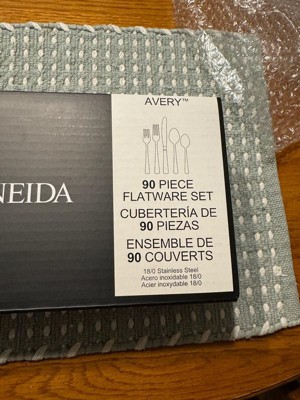 AVERY™
NEIDA
90 PIECE
FLATWARE SET
CUBERTERÍA DE
90 PIEZAS
ENSEMBLE DE
90 COUVERTS
18/0 Stainless Steel
Acero inoxidable 18/0
Acier inoxydable 18/0